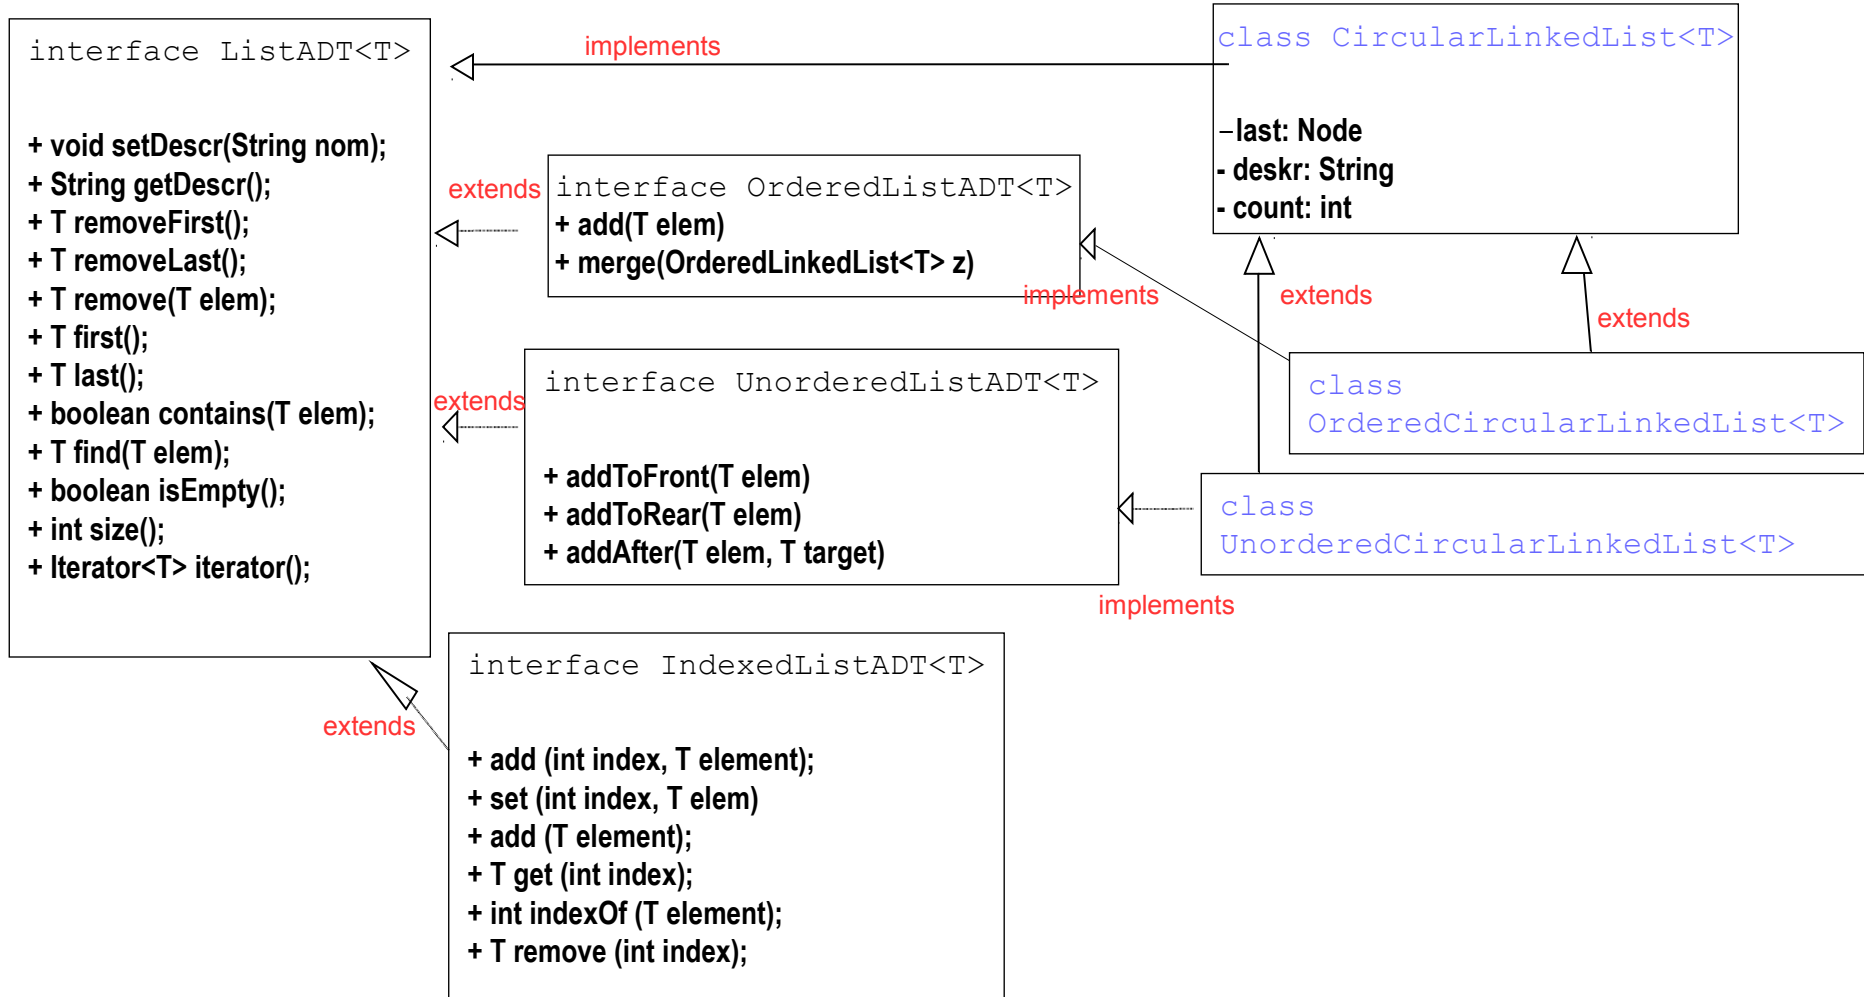 interface ListADT<T>
+ void setDescr(String nom);
+ String getDescr();
+ T removeFirst();
+ T removeLast();
+ T remove(T elem);
+ T first();
+ T last();
+ boolean contains(T elem);
+ T find(T elem);
+ boolean isEmpty();
+ int size();
+ Iterator<T> iterator();
implements
class CircularLinkedList<T>
–last: Node
- deskr: String
- count: int
extends
interface OrderedListADT<T>
+ add(T elem)
+ merge(OrderedLinkedList<T> z)
implements
extends
extends
extends
interface UnorderedListADT<T>
+ addToFront(T elem)
+ addToRear(T elem)
+ addAfter(T elem, T target)
class
OrderedCircularLinkedList<T>
class
UnorderedCircularLinkedList<T>
implements
extends
interface IndexedListADT<T>
+ add (int index, T element);
+ set (int index, T elem)
+ add (T element);
+ T get (int index);
+ int indexOf (T element);
+ T remove (int index);